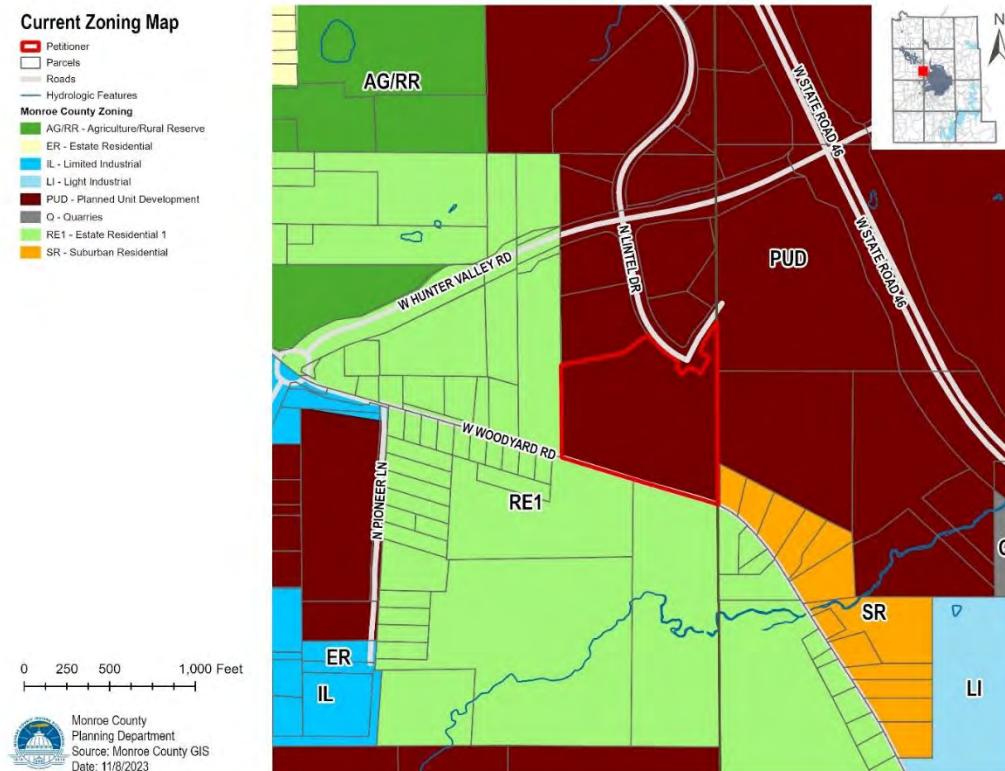 Current Zoning Map
Petitioner
Parcels
Roads
Hydrologic Features
Monroe County Zoning
AG/RR - Agriculture/Rural Reserve
ER - Estate Residential
IL - Limited Industrial
LI - Light Industrial
PUD - Planned Unit Development
Q - Quarries
RE1 - Estate Residential 1
SR - Suburban Residential
N
AG/RR
W STATE ROAD 46
W STATE ROAD 46
N LINTEL DR
PUD
W HUNTER VALLEY RD
W WOODYARD RD
N PIONEER LN
RE1
SR
ER
IL
LI
0 250 500 1,000 Feet
Monroe County
Planning Department
Source: Monroe County GIS
Date: 11/8/2023